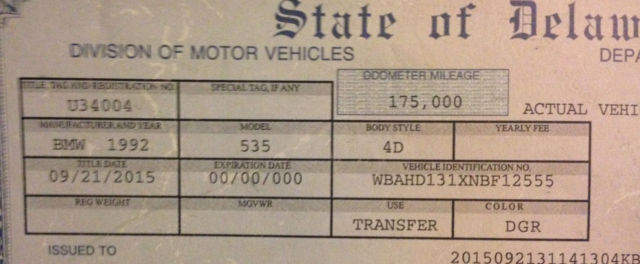 State of Delaw
DIVISION OF MOTOR VEHICLES DEPA
TITLE, TAG AND REGISTRATION NO. SPECIAL TAG, IF ANY ODOMETER MILEAGE
U34004 175,000 ACTUAL VEHI
MANUFACTURER AND YEAR MODEL BODY STYLE YEARLY FEE
BMW 1992 535 4D
TITLE DATE EXPIRATION DATE VEHICLE IDENTIFICATION NO.
09/21/2015 00/00/000 WBAHD131XNBF12555
REG WEIGHT MGVWR USE COLOR
TRANSFER DGR
ISSUED TO 2015092131141304KB